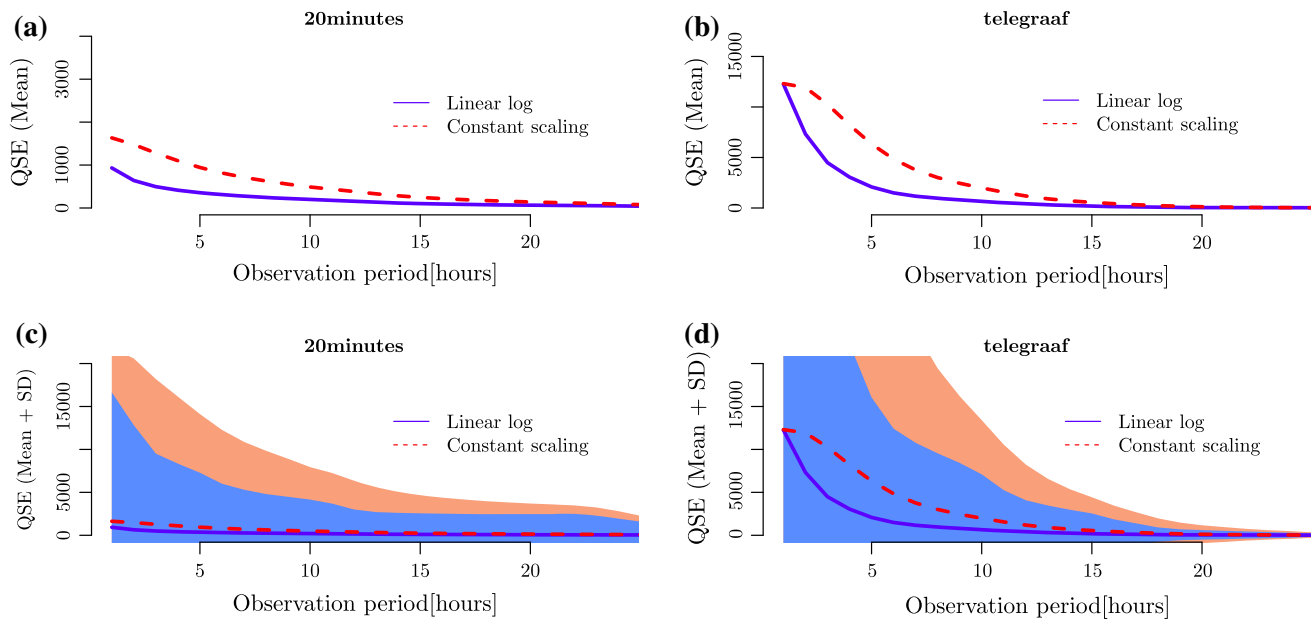 (a)
20minutes
QSE (Mean)
0 1000 3000
Linear log
Constant scaling
5 10 15 20
Observation period[hours]
(b)
telegraaf
QSE (Mean)
0 5000 15000
Linear log
Constant scaling
5 10 15 20
Observation period[hours]
(c)
20minutes
QSE (Mean + SD)
0 5000 15000
Linear log
Constant scaling
5 10 15 20
Observation period[hours]
(d)
telegraaf
QSE (Mean + SD)
0 5000 15000
Linear log
Constant scaling
5 10 15 20
Observation period[hours]